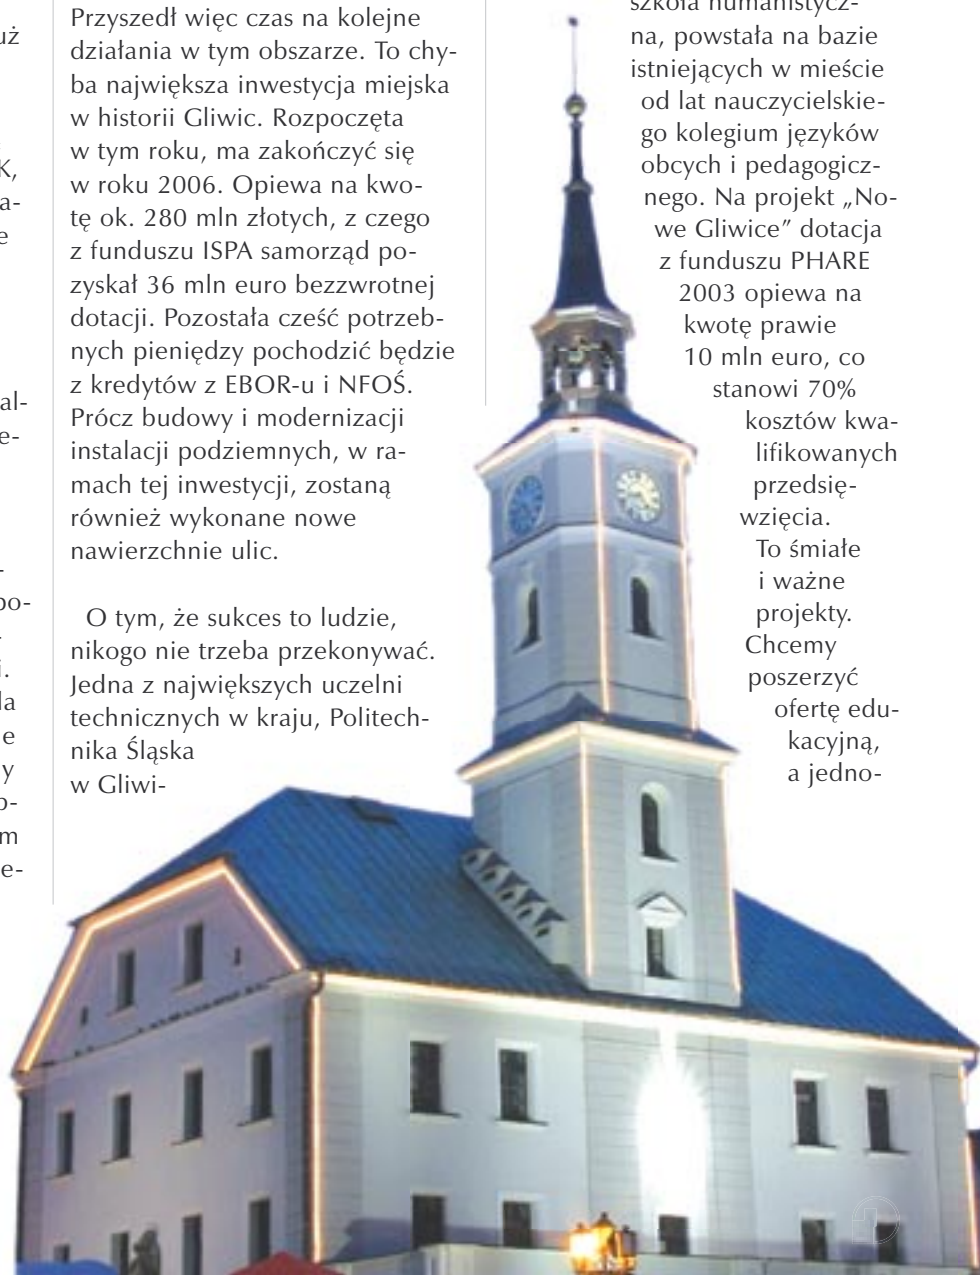 uż
K,
a-
e
al-
e-
-
po-
i.
la
e
y
o-
m
e-
Przyszedł więc czas na kolejne
działania w tym obszarze. To chy-
ba największa inwestycja miejska
w historii Gliwic. Rozpoczęta
w tym roku, ma zakończyć się
w roku 2006. Opiewa na kwo-
tę ok. 280 mln złotych, z czego
z funduszu ISPA samorząd po-
zyskał 36 mln euro bezzwrotnej
dotacji. Pozostała cześć potrzeb-
nych pieniędzy pochodzić będzie
z kredytów z EBOR-u i NFOŚ.
Prócz budowy i modernizacji
instalacji podziemnych, w ra-
mach tej inwestycji, zostaną
również wykonane nowe
nawierzchnie ulic.
O tym, że sukces to ludzie,
nikogo nie trzeba przekonywać.
Jedna z największych uczelni
technicznych w kraju, Politech-
nika Śląska
w Gliwi-
szkoła humanistycz-
na, powstała na bazie
istniejących w mieście
od lat nauczycielskie-
go kolegium języków
obcych i pedagogicz-
nego. Na projekt „No-
we Gliwice” dotacja
z funduszu PHARE
2003 opiewa na
kwotę prawie
10 mln euro, co
stanowi 70%
kosztów kwa-
lifikowanych
przedsię-
wzięcia.
To śmiałe
i ważne
projekty.
Chcemy
poszerzyć
ofertę edu-
kacyjną,
a jedno-